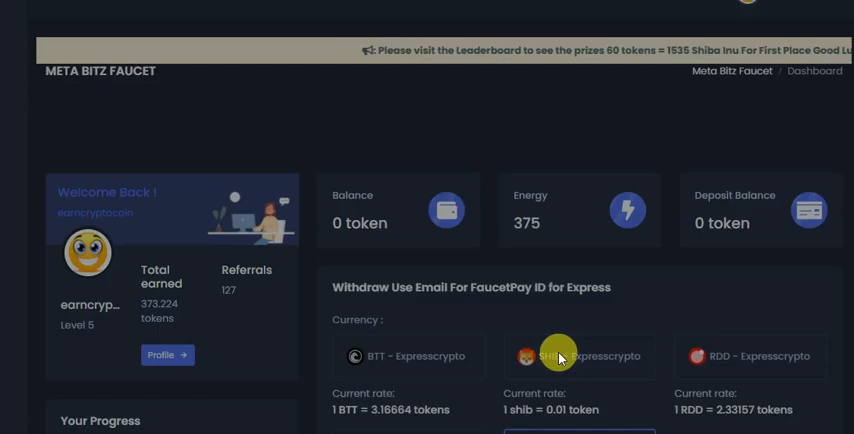 : Please visit the Leaderboard to see the prizes 60 tokens = 1535 Shiba Inu For First Place Good Lu
META BITZ FAUCET
Meta Bitz Faucet / Dashboard
Welcome Back !
earncryptocoin
earncryp...
Level 5
Total earned
373.224 tokens
Referrals
127
Profile →
Your Progress
Balance
0 token
Energy
375
Deposit Balance
0 token
Withdraw Use Email For FaucetPay ID for Express
Currency :
BTT - Expresscrypto
Expresscrypto
RDD - Expresscrypto
Current rate:
1 BTT = 3.16664 tokens
Current rate:
1 shib = 0.01 token
Current rate:
1 RDD = 2.33157 tokens